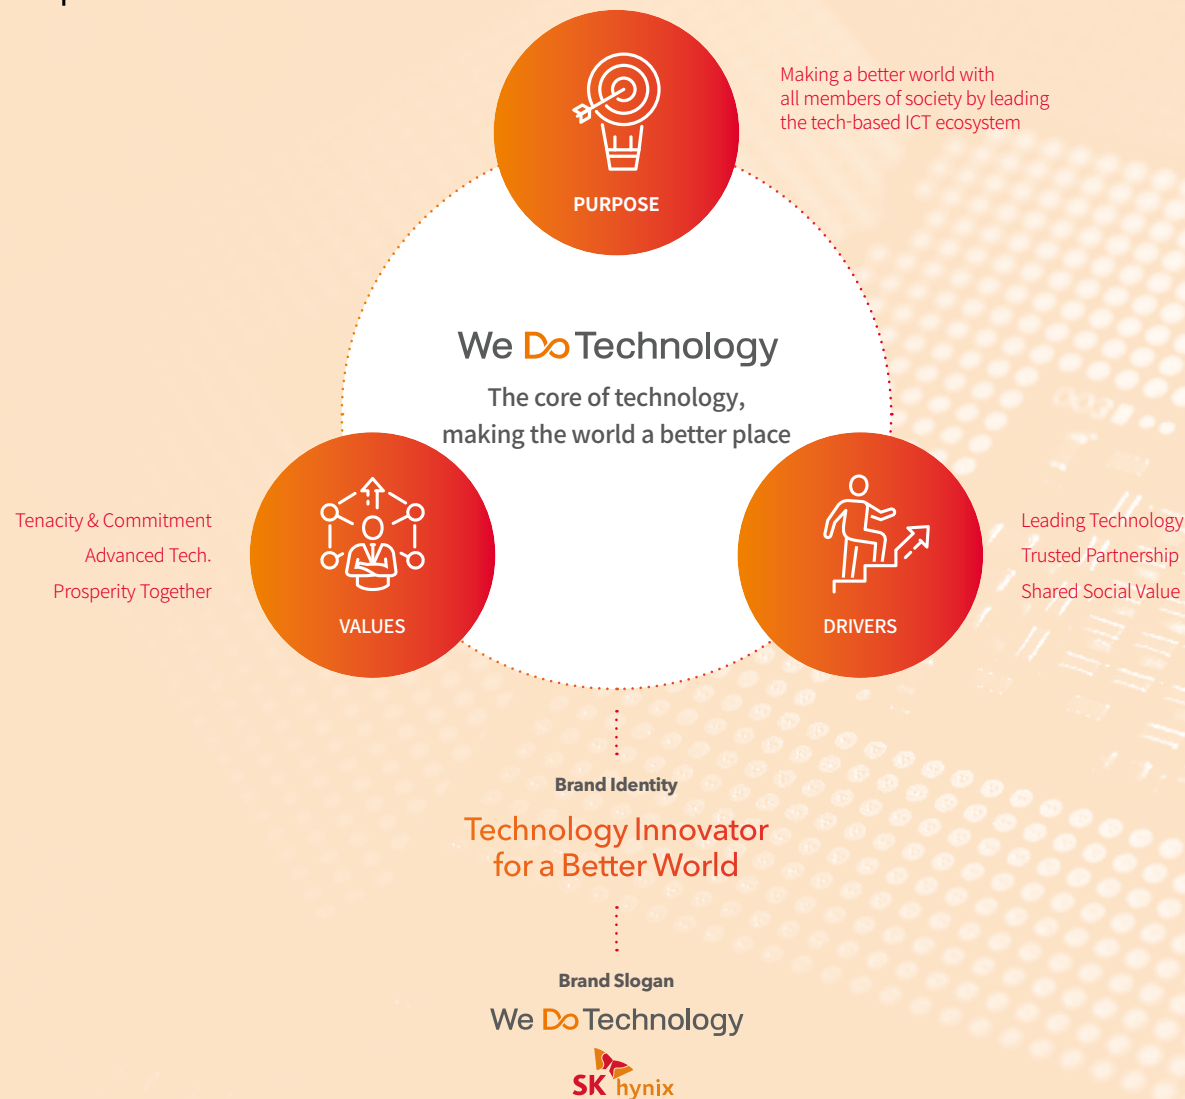 Making a better world with
all members of society by leading
the tech-based ICT ecosystem
PURPOSE
We Do Technology
The core of technology,
making the world a better place
Tenacity & Commitment
Advanced Tech.
Prosperity Together
VALUES
Leading Technology
Trusted Partnership
Shared Social Value
DRIVERS
Brand Identity
Technology Innovator
for a Better World
Brand Slogan
We Do Technology
SK hynix